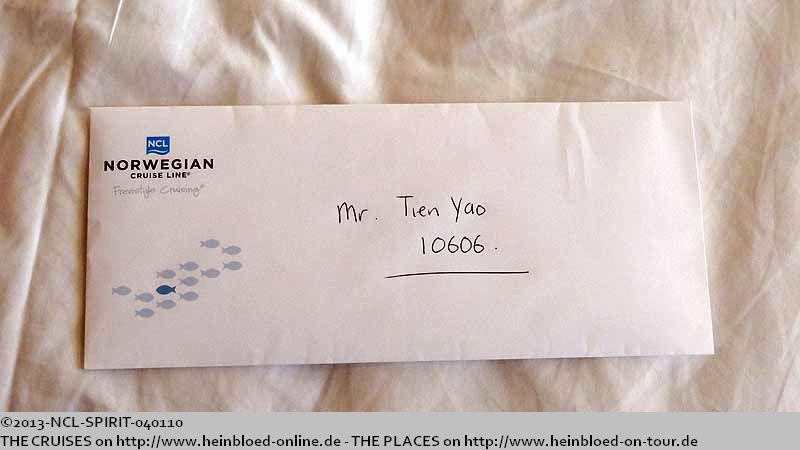 NCL
NORWEGIAN
CRUISE LINE®
Freestyle Cruising®
Mr. Tien Yao
10606.
©2013-NCL-SPIRIT-040110
THE CRUISES on http://www.heinbloed-online.de - THE PLACES on http://www.heinbloed-on-tour.de